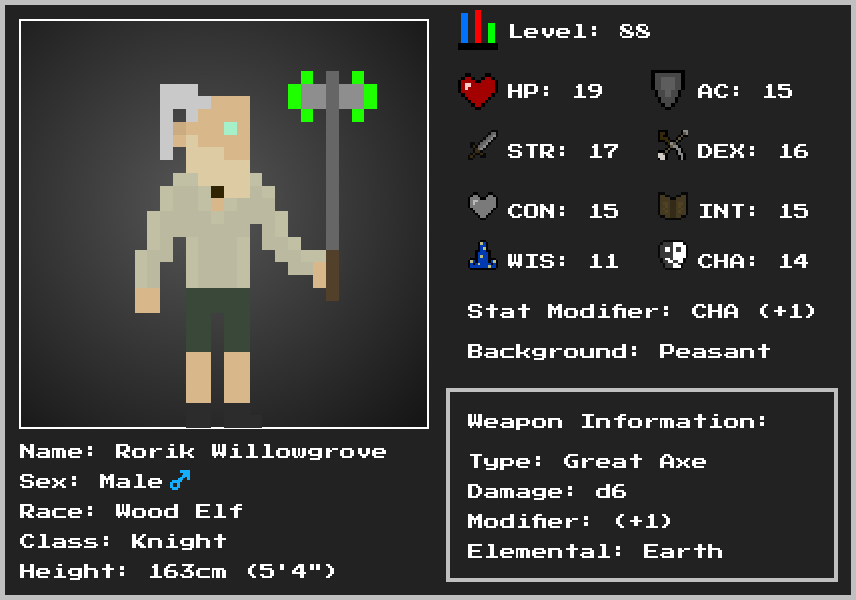 Level: 88
HP: 19 AC: 15
STR: 17 DEX: 16
CON: 15 INT: 15
WIS: 11 CHA: 14
Stat Modifier: CHA (+1)
Background: Peasant
Weapon Information:
Type: Great Axe
Damage: d6
Modifier: (+1)
Elemental: Earth
Name: Rorik Willowgrove
Sex: Male♂
Race: Wood Elf
Class: Knight
Height: 163cm (5'4")